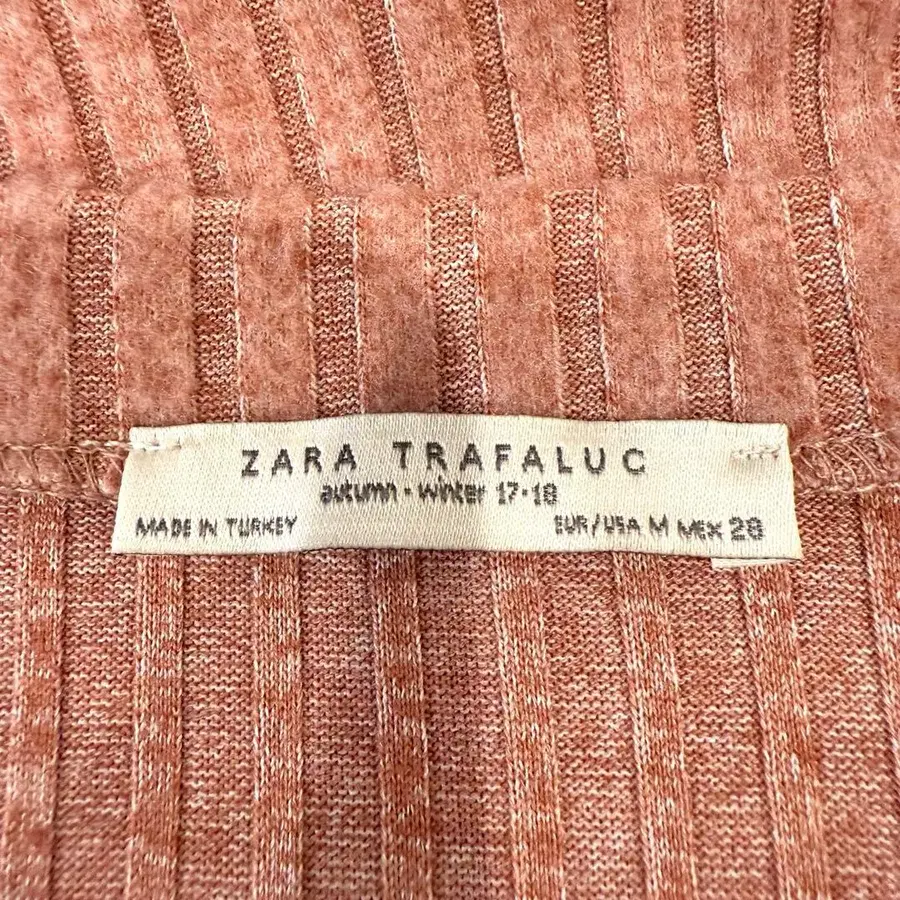 ZARA TRAFALUC
autumn • winter 17•18
MADE IN TURKEY EUR/USA M MEX 28